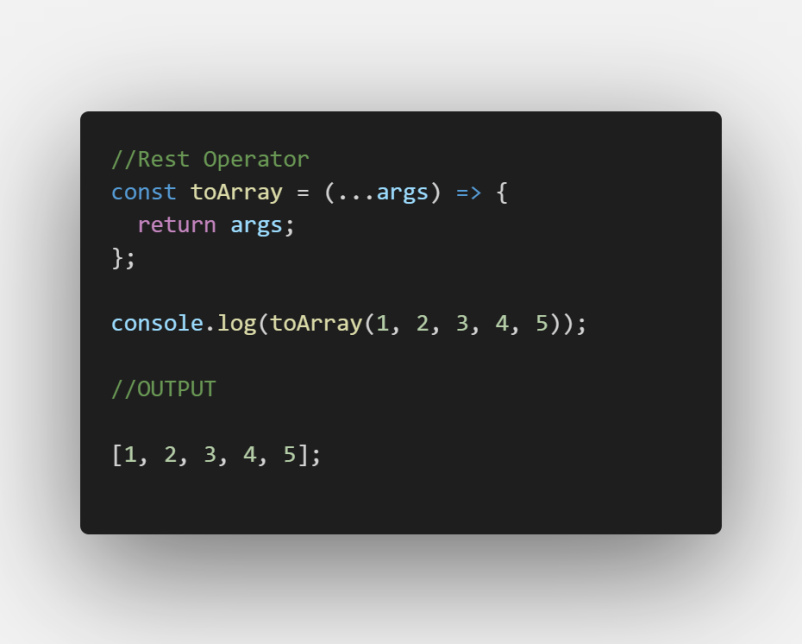 //Rest Operator
const toArray = (...args) => {
  return args;
};
console.log(toArray(1, 2, 3, 4, 5));
//OUTPUT
[1, 2, 3, 4, 5];